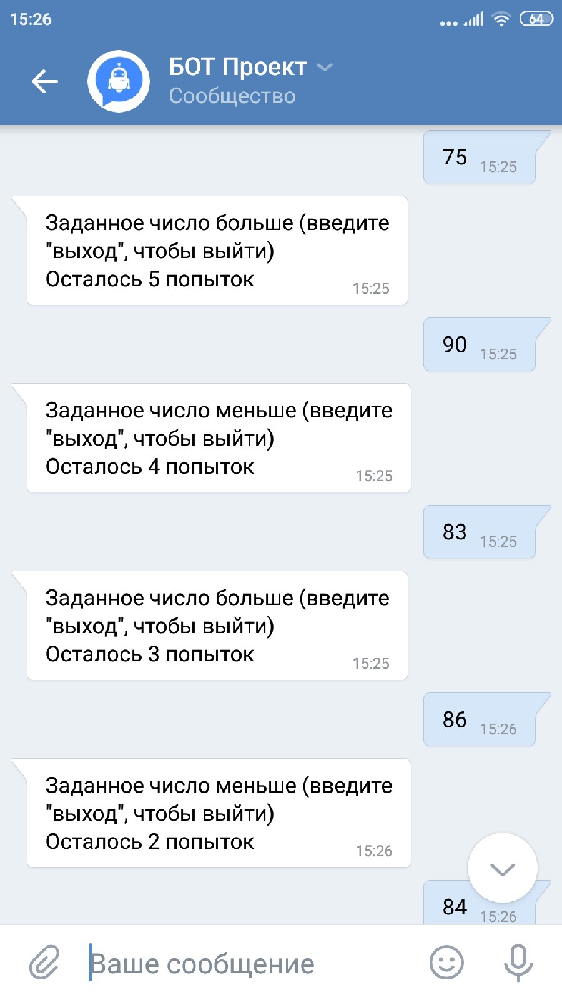 15:26
64
БОТ Проект
Сообщество
75 15:25
Заданное число больше (введите
"выход", чтобы выйти)
Осталось 5 попыток 15:25
90 15:25
Заданное число меньше (введите
"выход", чтобы выйти)
Осталось 4 попыток 15:25
83 15:25
Заданное число больше (введите
"выход", чтобы выйти)
Осталось 3 попыток 15:25
86 15:26
Заданное число меньше (введите
"выход", чтобы выйти)
Осталось 2 попыток 15:26
84 15:26
Ваше сообщение